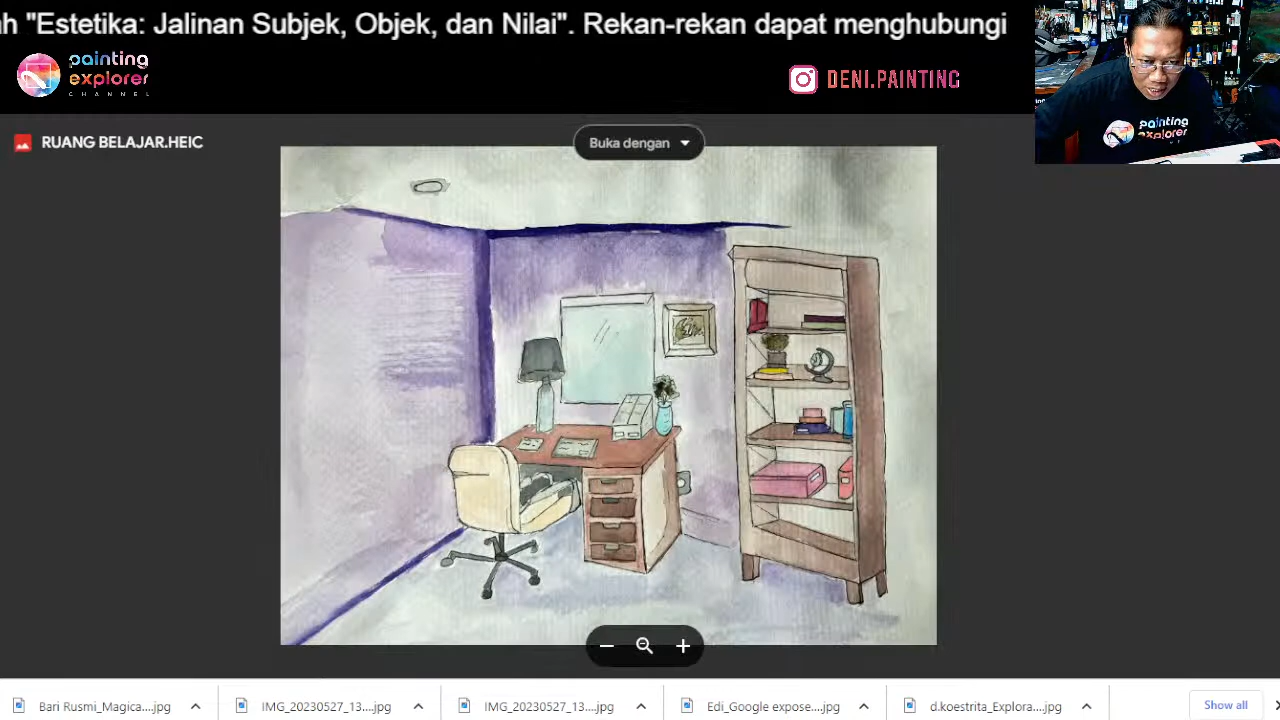 ah "Estetika: Jalinan Subjek, Objek, dan Nilai". Rekan-rekan dapat menghubungi
painting
explorer
CHANNEL
DENI.PAINTING
painting
explorer
RUANG BELAJAR.HEIC
Buka dengan
Bari Rusmi_Magica....jpg
IMG_20230527_13....jpg
IMG_20230527_13....jpg
Edi_Google expose....jpg
d.koestrita_Explora....jpg
Show all